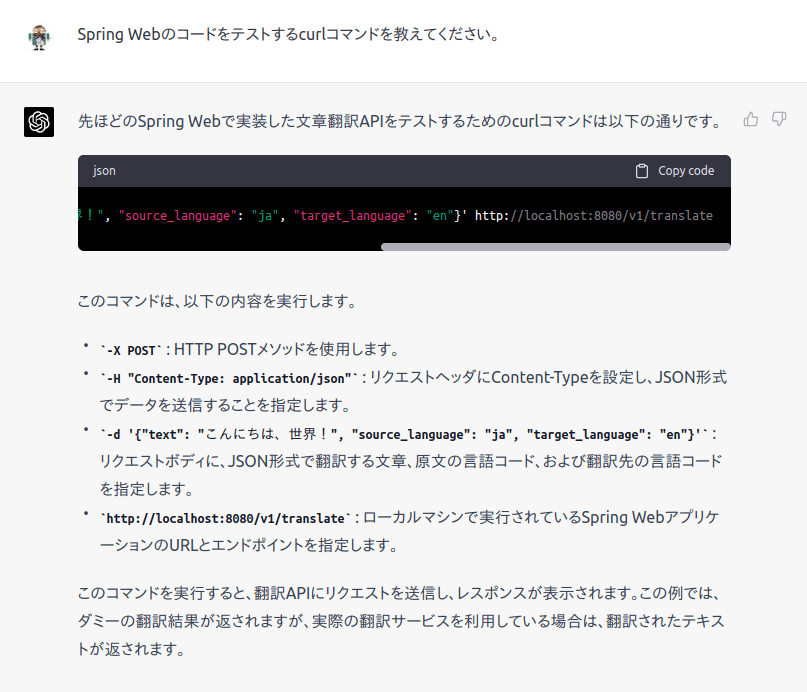 Spring Webのコードをテストするcurlコマンドを教えてください。
先ほどのSpring Webで実装した文章翻訳APIをテストするためのcurlコマンドは以下の通りです。
json
Copy code
界！", "source_language": "ja", "target_language": "en"}' http://localhost:8080/v1/translate
このコマンドは、以下の内容を実行します。
• `-X POST`：HTTP POSTメソッドを使用します。
• `-H "Content-Type: application/json"`：リクエストヘッダにContent-Typeを設定し、JSON形式
でデータを送信することを指定します。
• `-d '{"text": "こんにちは、世界！", "source_language": "ja", "target_language": "en"}'`：
リクエストボディに、JSON形式で翻訳する文章、原文の言語コード、および翻訳先の言語コード
を指定します。
• `http://localhost:8080/v1/translate`：ローカルマシンで実行されているSpring Webアプリケ
ーションのURLとエンドポイントを指定します。
このコマンドを実行すると、翻訳APIにリクエストを送信し、レスポンスが表示されます。この例では、
ダミーの翻訳結果が返されますが、実際の翻訳サービスを利用している場合は、翻訳されたテキス
トが返されます。